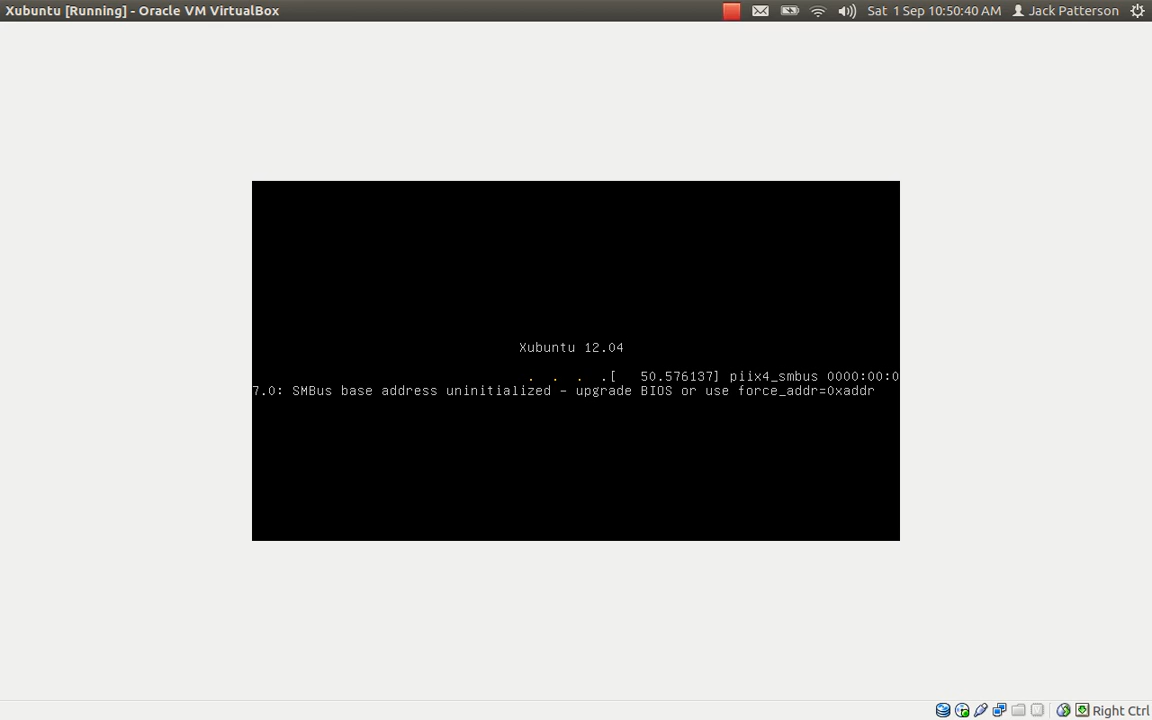 Xubuntu [Running] - Oracle VM VirtualBox
Sat 1 Sep 10:50:40 AM
Jack Patterson
Xubuntu 12.04
. . . .[ 50.576137] piix4_smbus 0000:00:0
7.0: SMBus base address uninitialized - upgrade BIOS or use force_addr=0xaddr
Right Ctrl